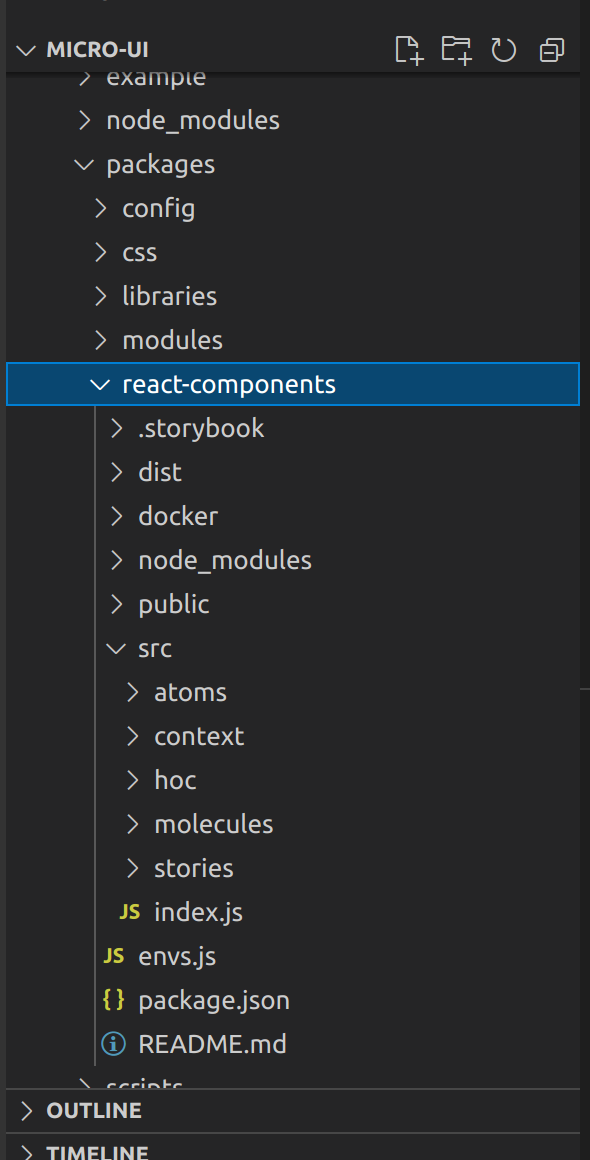 MICRO-UI
example
node_modules
packages
config
css
libraries
modules
react-components
.storybook
dist
docker
node_modules
public
src
atoms
context
hoc
molecules
stories
JS index.js
JS envs.js
{ } package.json
README.md
scripts
OUTLINE
TIMELINE